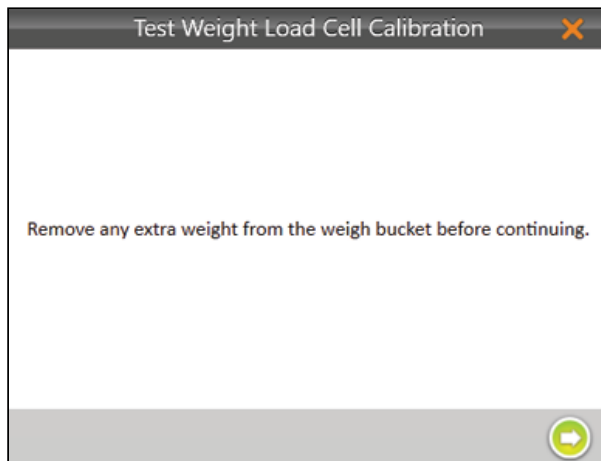 Test Weight Load Cell Calibration
Remove any extra weight from the weigh bucket before continuing.